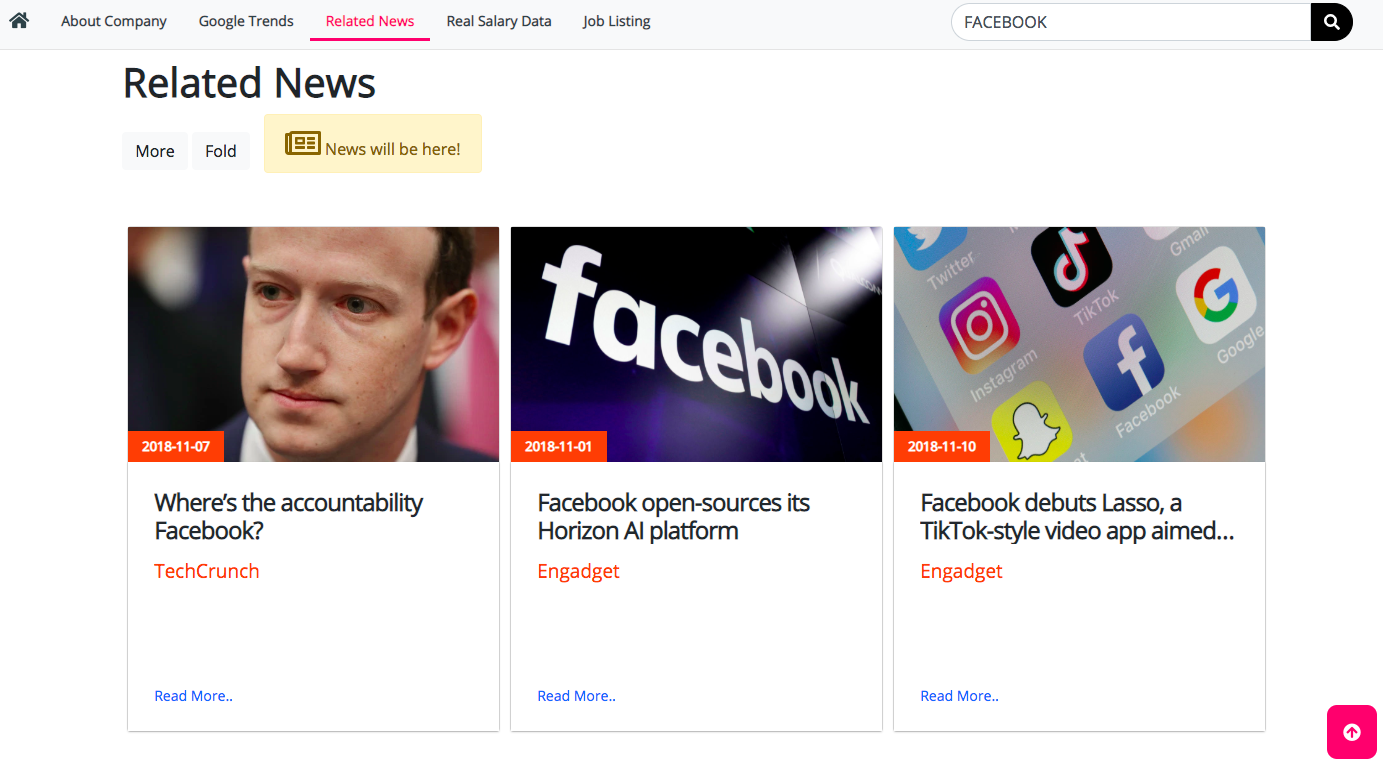 About Company Google Trends Related News Real Salary Data Job Listing FACEBOOK
Related News
More Fold News will be here!
facebook
Twitter
TikTok
Gmail
Instagram
Facebook
Google
2018-11-07
2018-11-01
2018-11-10
Where’s the accountability
Facebook?
TechCrunch
Read More..
Facebook open-sources its
Horizon AI platform
Engadget
Read More..
Facebook debuts Lasso, a
TikTok-style video app aimed...
Engadget
Read More..